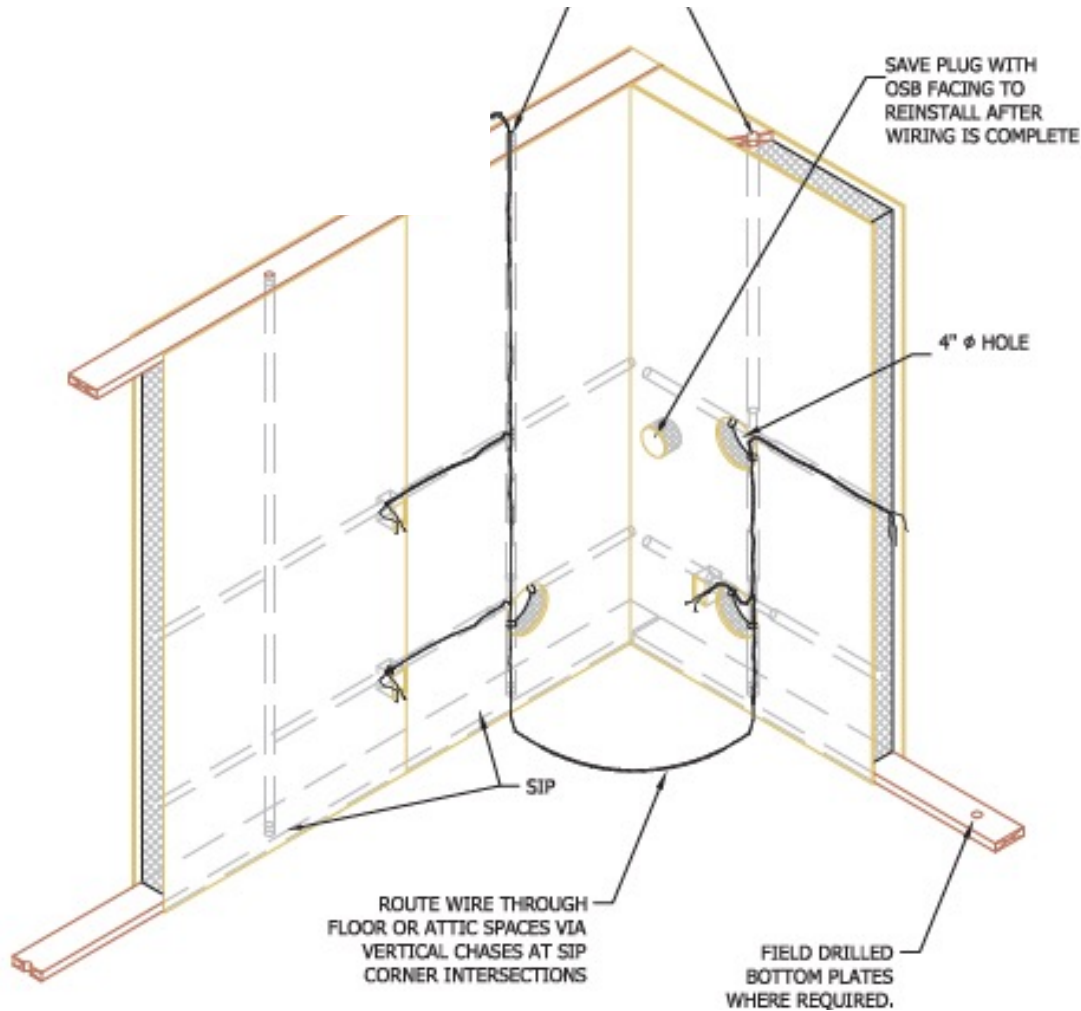 SAVE PLUG WITH
OSB FACING TO
REINSTALL AFTER
WIRING IS COMPLETE
4" ϕ HOLE
SIP
ROUTE WIRE THROUGH
FLOOR OR ATTIC SPACES VIA
VERTICAL CHASES AT SIP
CORNER INTERSECTIONS
FIELD DRILLED
BOTTOM PLATES
WHERE REQUIRED.